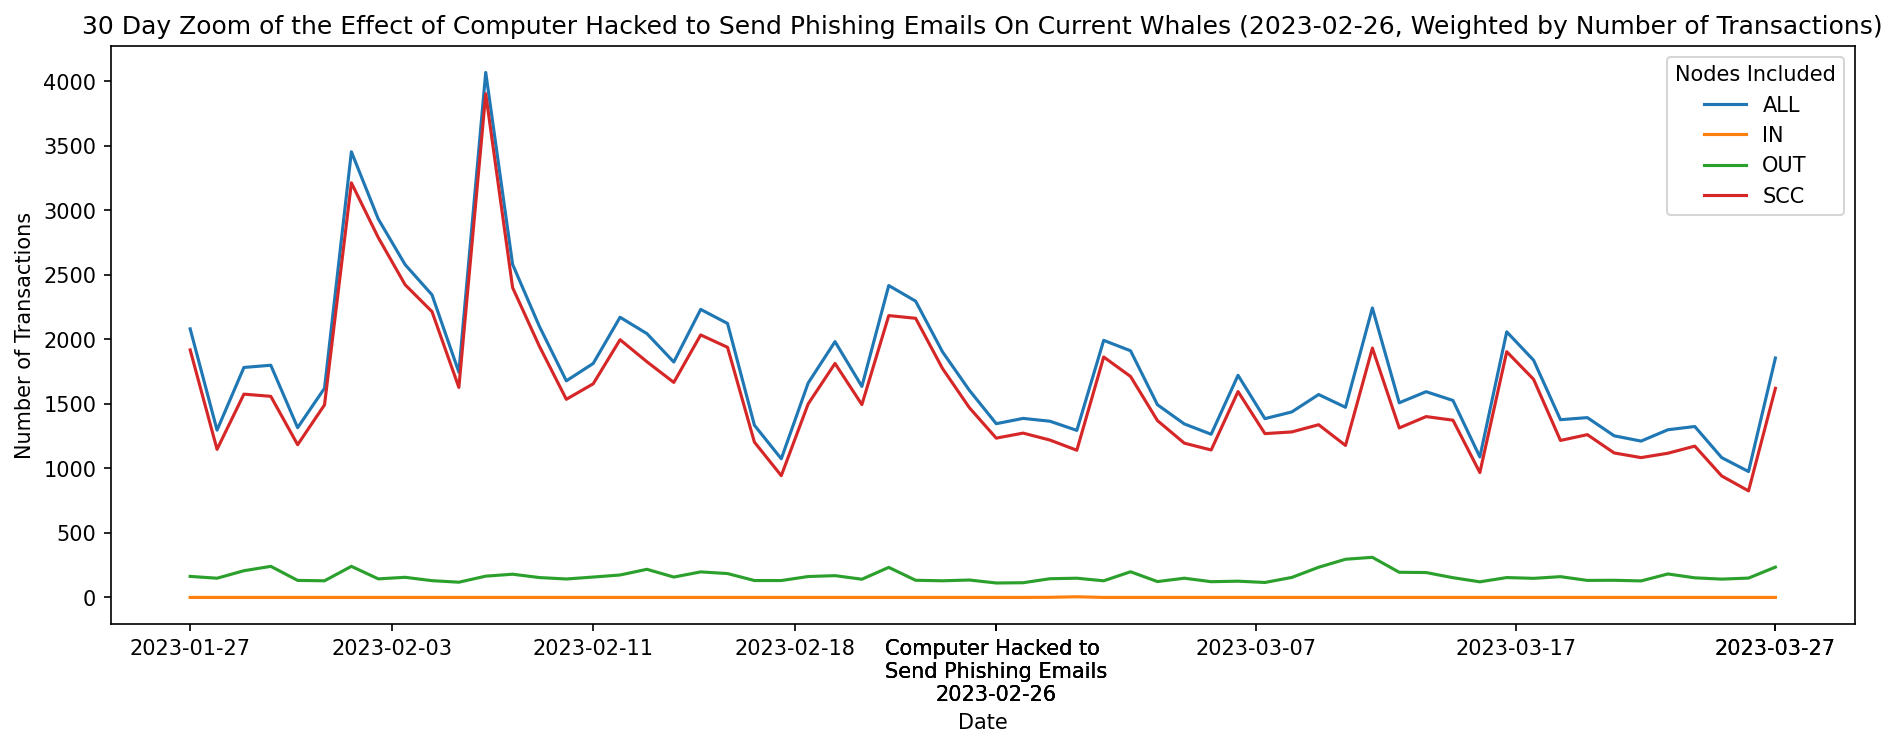 30 Day Zoom of the Effect of Computer Hacked to Send Phishing Emails On Current Whales (2023-02-26, Weighted by Number of Transactions)
Nodes Included
ALL
IN
OUT
SCC
Number of Transactions
4000
3500
3000
2500
2000
1500
1000
500
0
2023-01-27
2023-02-03
2023-02-11
2023-02-18
Computer Hacked to
Send Phishing Emails
2023-02-26
2023-03-07
2023-03-17
2023-03-27
Date